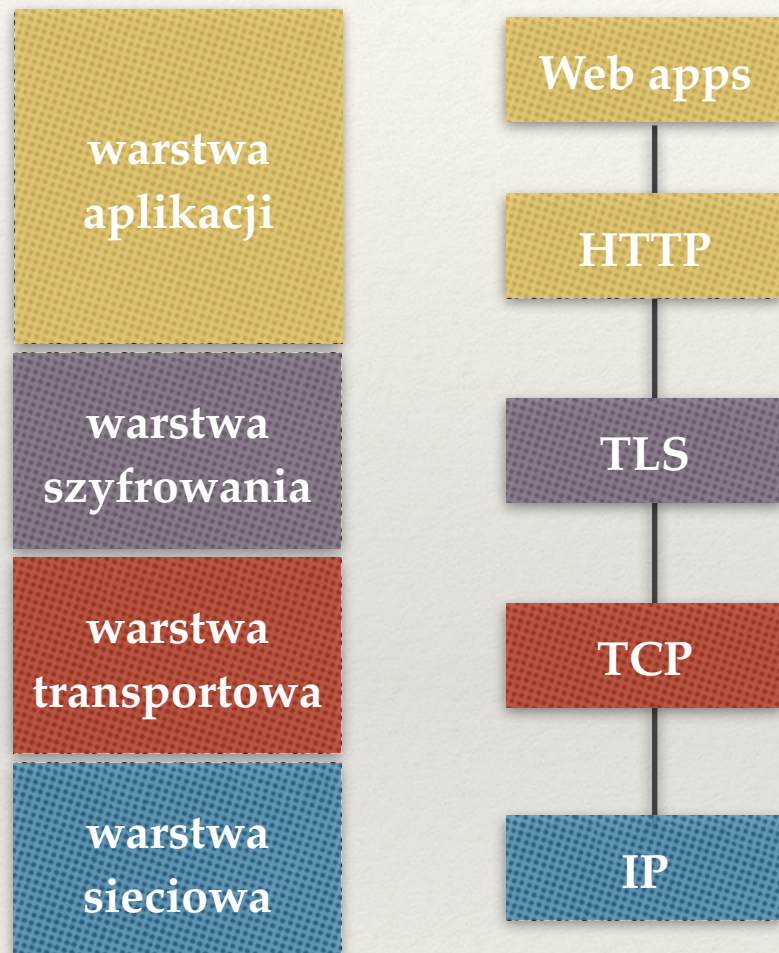 warstwa
aplikacji
Web apps
HTTP
warstwa
szyfrowania
TLS
warstwa
transportowa
TCP
warstwa
sieciowa
IP